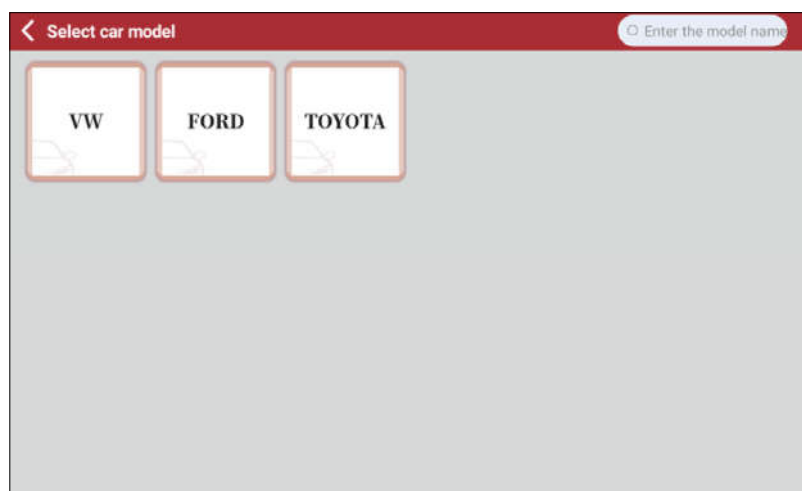 Select car model
Enter the model name
VW
FORD
TOYOTA